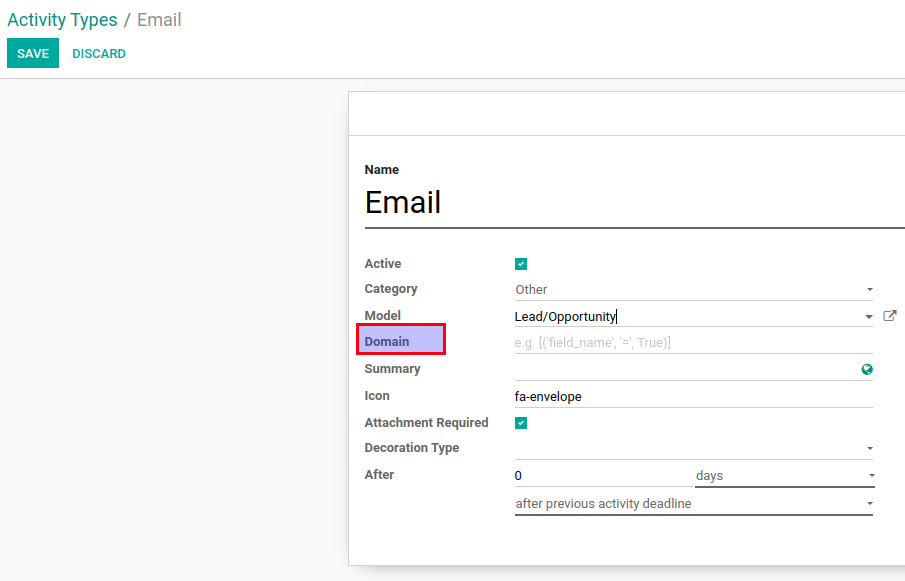 Activity Types / Email
SAVE DISCARD
Name
Email
Active
Category Other
Model Lead/Opportunity
Domain e.g. [('field_name', '=', True)]
Summary
Icon fa-envelope
Attachment Required
Decoration Type
After 0 days
after previous activity deadline